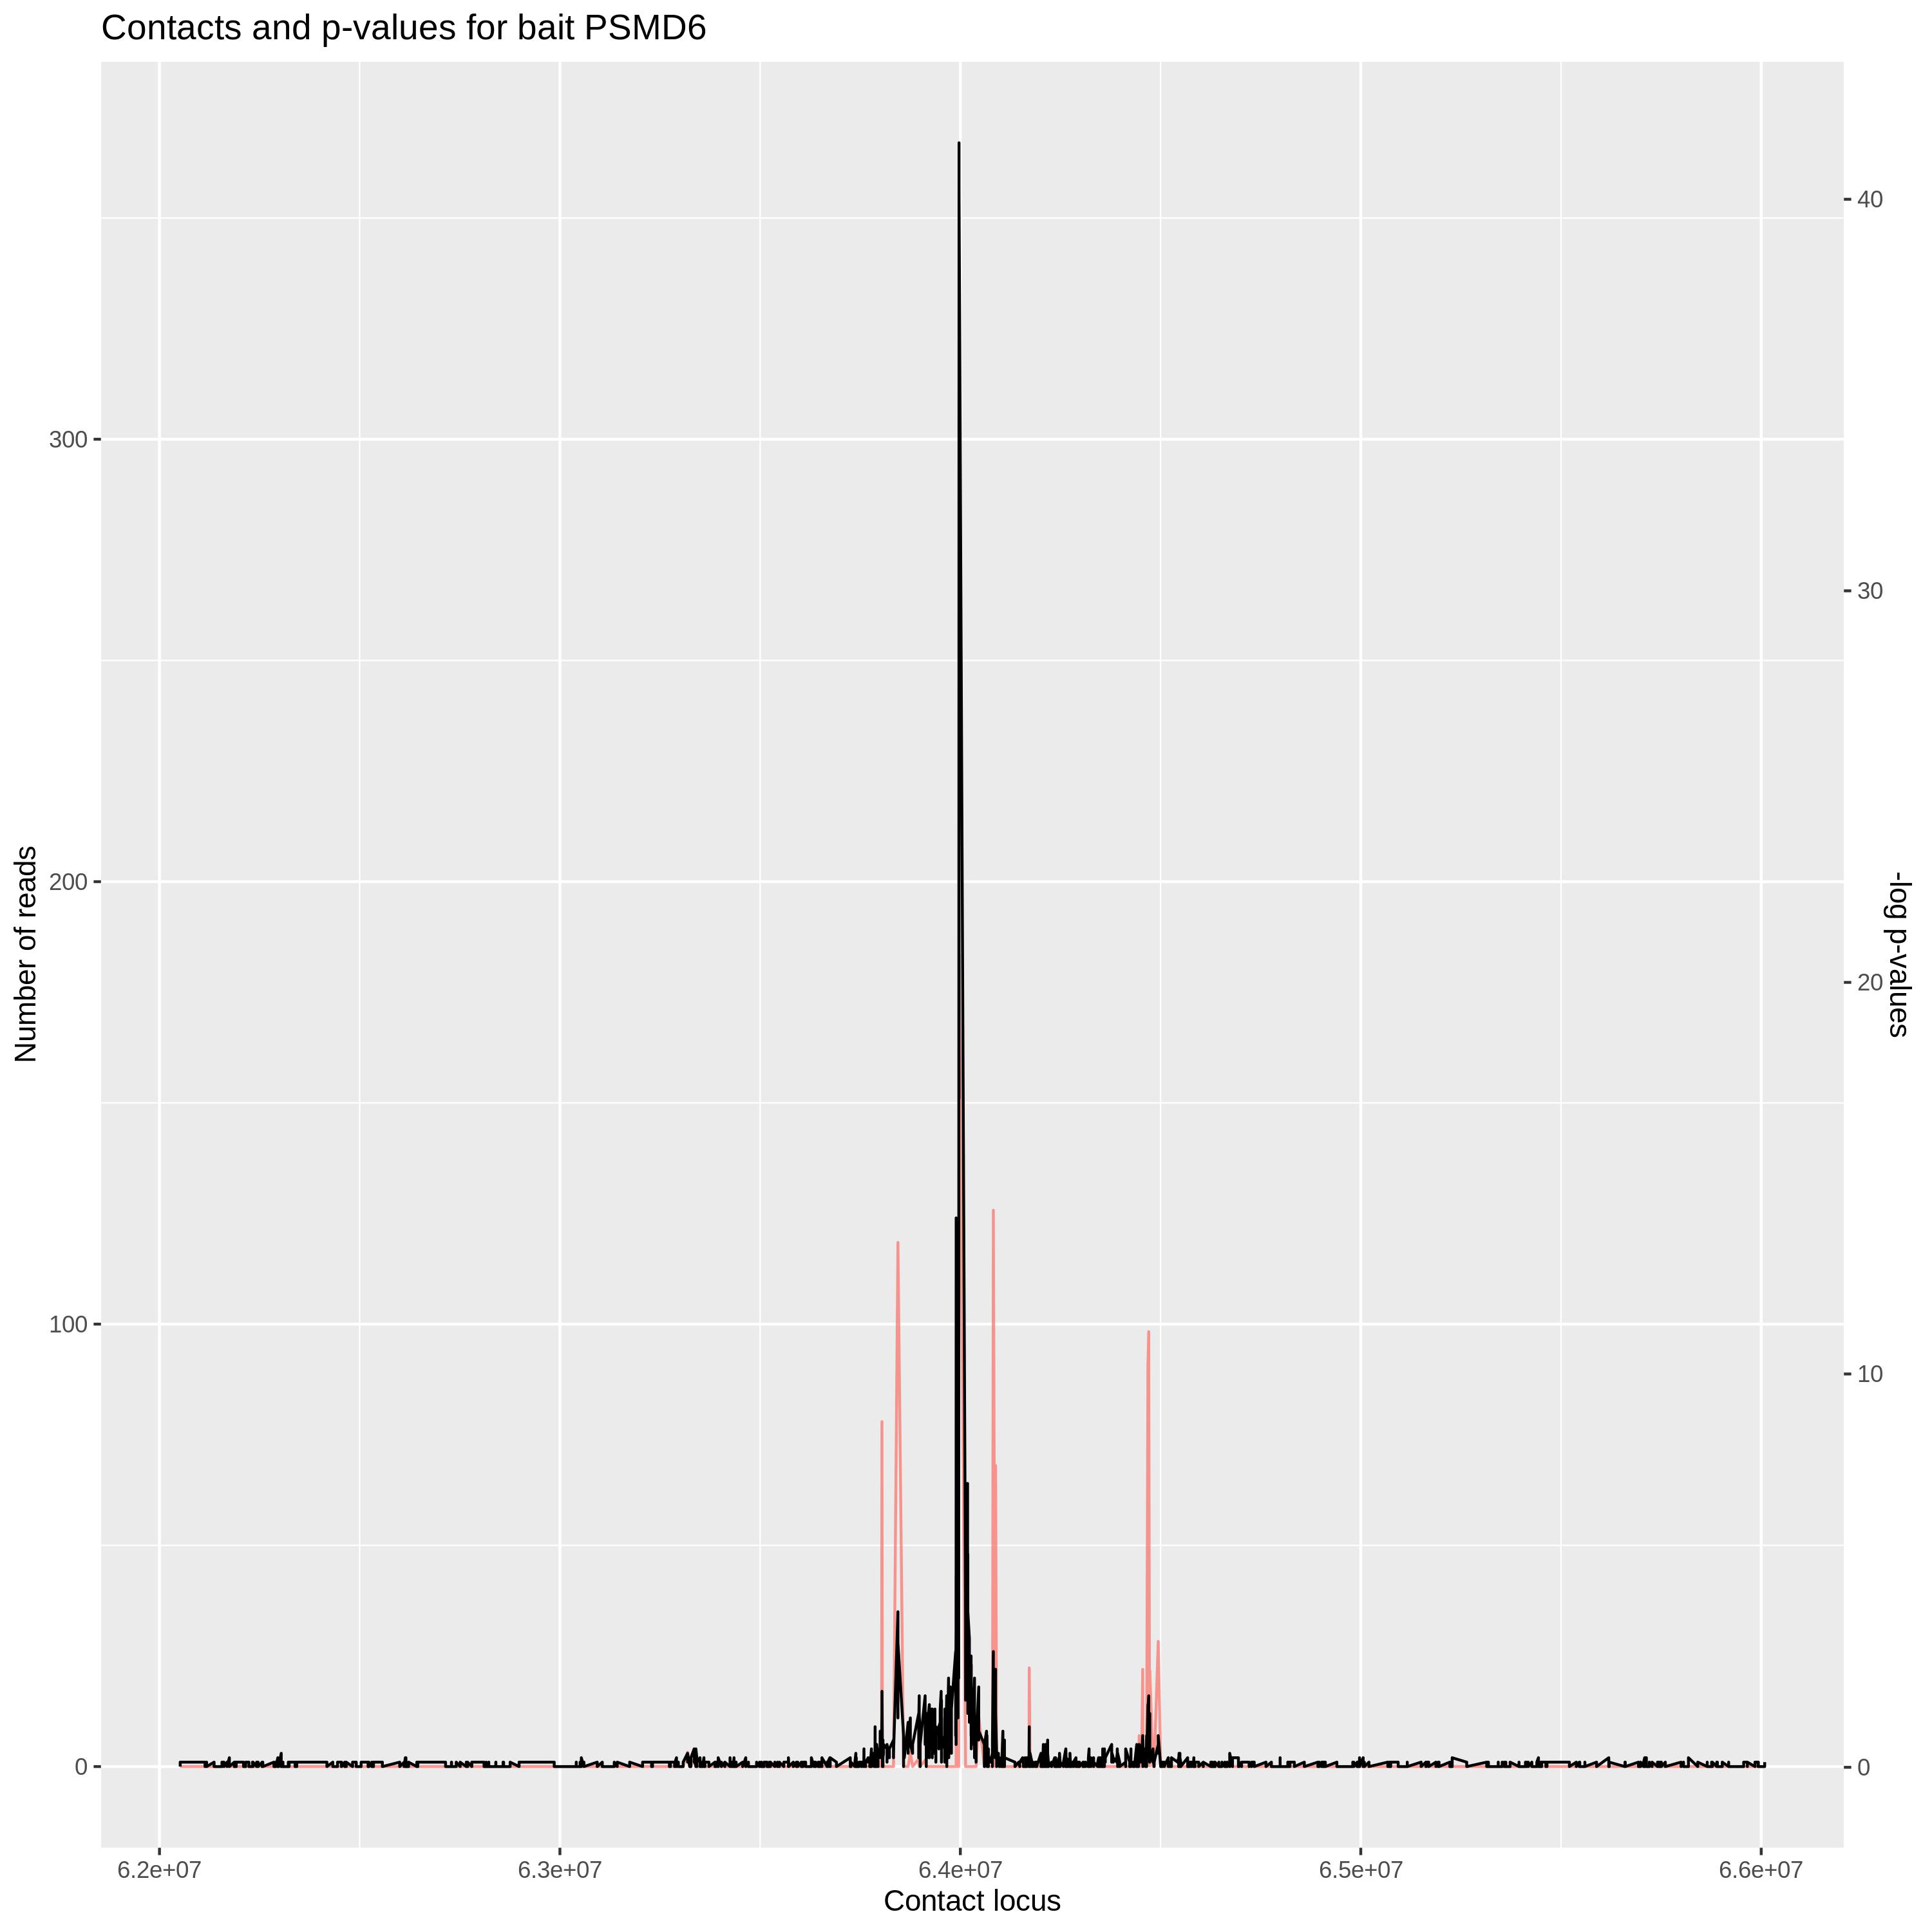 Contacts and p-values for bait PSMD6
40
30
20
10
0
300
200
100
0
Number of reads
-log p-values
6.2e+07 6.3e+07 6.4e+07 6.5e+07 6.6e+07
Contact locus